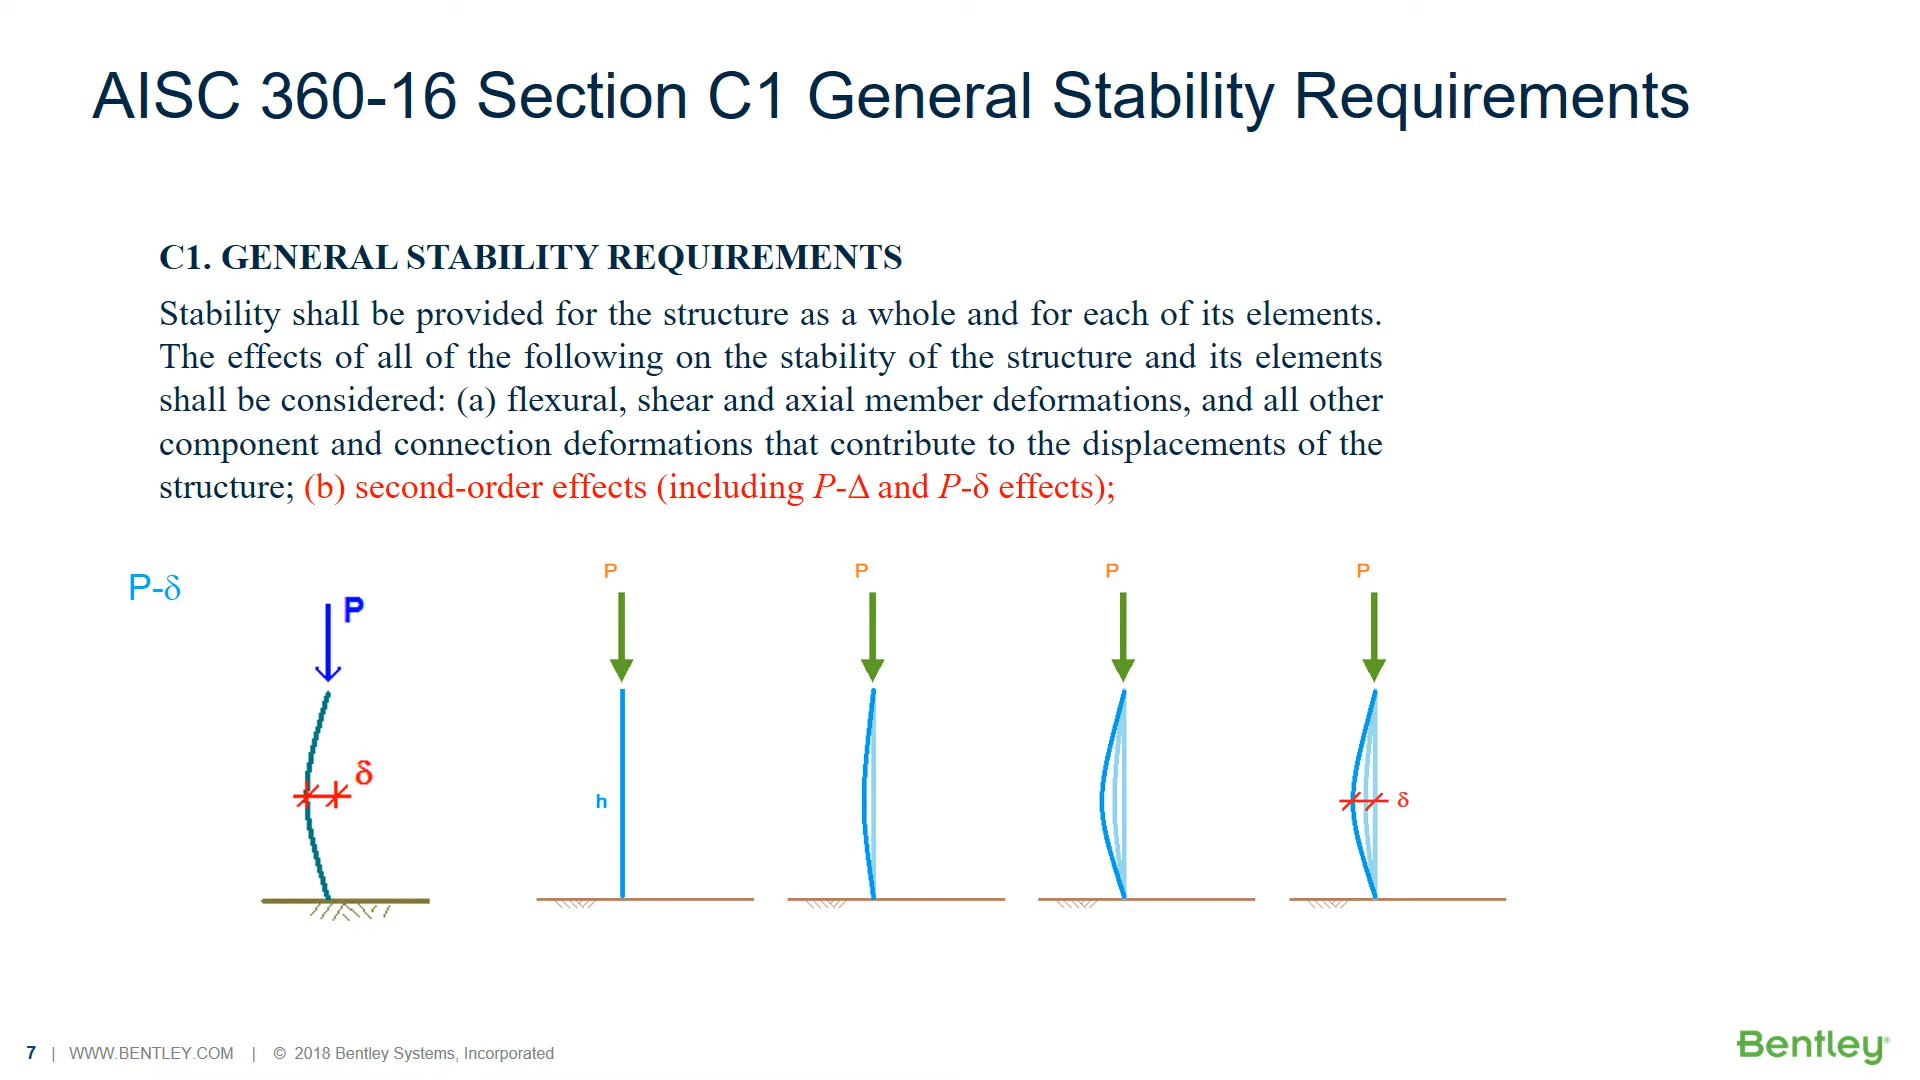 AISC 360-16 Section C1 General Stability Requirements
C1. GENERAL STABILITY REQUIREMENTS
Stability shall be provided for the structure as a whole and for each of its elements.
The effects of all of the following on the stability of the structure and its elements
shall be considered: (a) flexural, shear and axial member deformations, and all other
component and connection deformations that contribute to the displacements of the
structure; (b) second-order effects (including P-Δ and P-δ effects);
P-δ
P
δ
P
h
P
P
P
δ
7 | WWW.BENTLEY.COM | © 2018 Bentley Systems, Incorporated
Bentley®